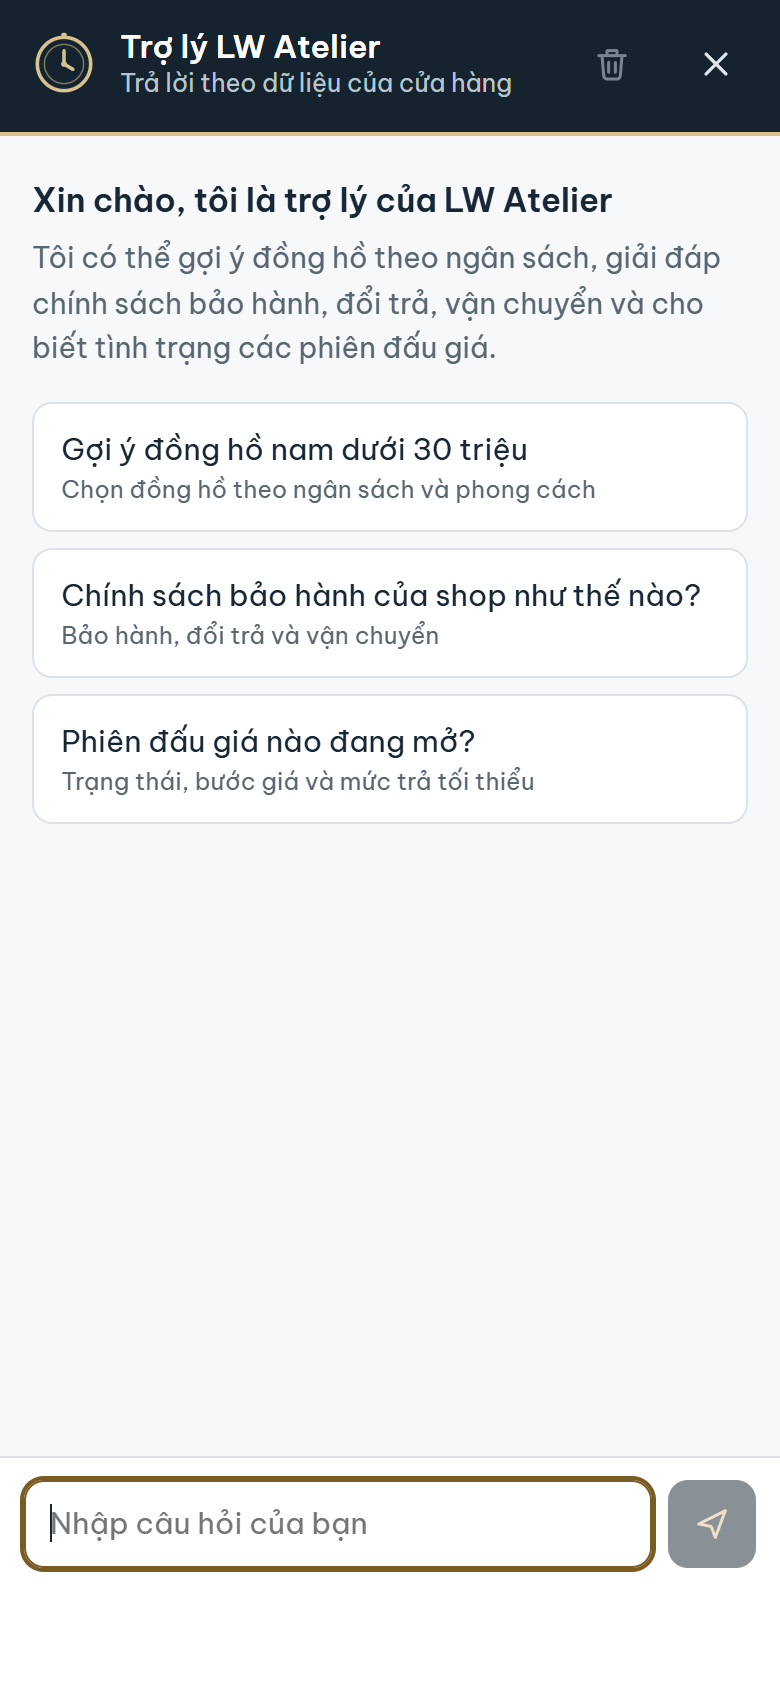 Trợ lý LW Atelier
Trả lời theo dữ liệu của cửa hàng
Xin chào, tôi là trợ lý của LW Atelier
Tôi có thể gợi ý đồng hồ theo ngân sách, giải đáp
chính sách bảo hành, đổi trả, vận chuyển và cho
biết tình trạng các phiên đấu giá.
Gợi ý đồng hồ nam dưới 30 triệu
Chọn đồng hồ theo ngân sách và phong cách
Chính sách bảo hành của shop như thế nào?
Bảo hành, đổi trả và vận chuyển
Phiên đấu giá nào đang mở?
Trạng thái, bước giá và mức trả tối thiểu
Nhập câu hỏi của bạn